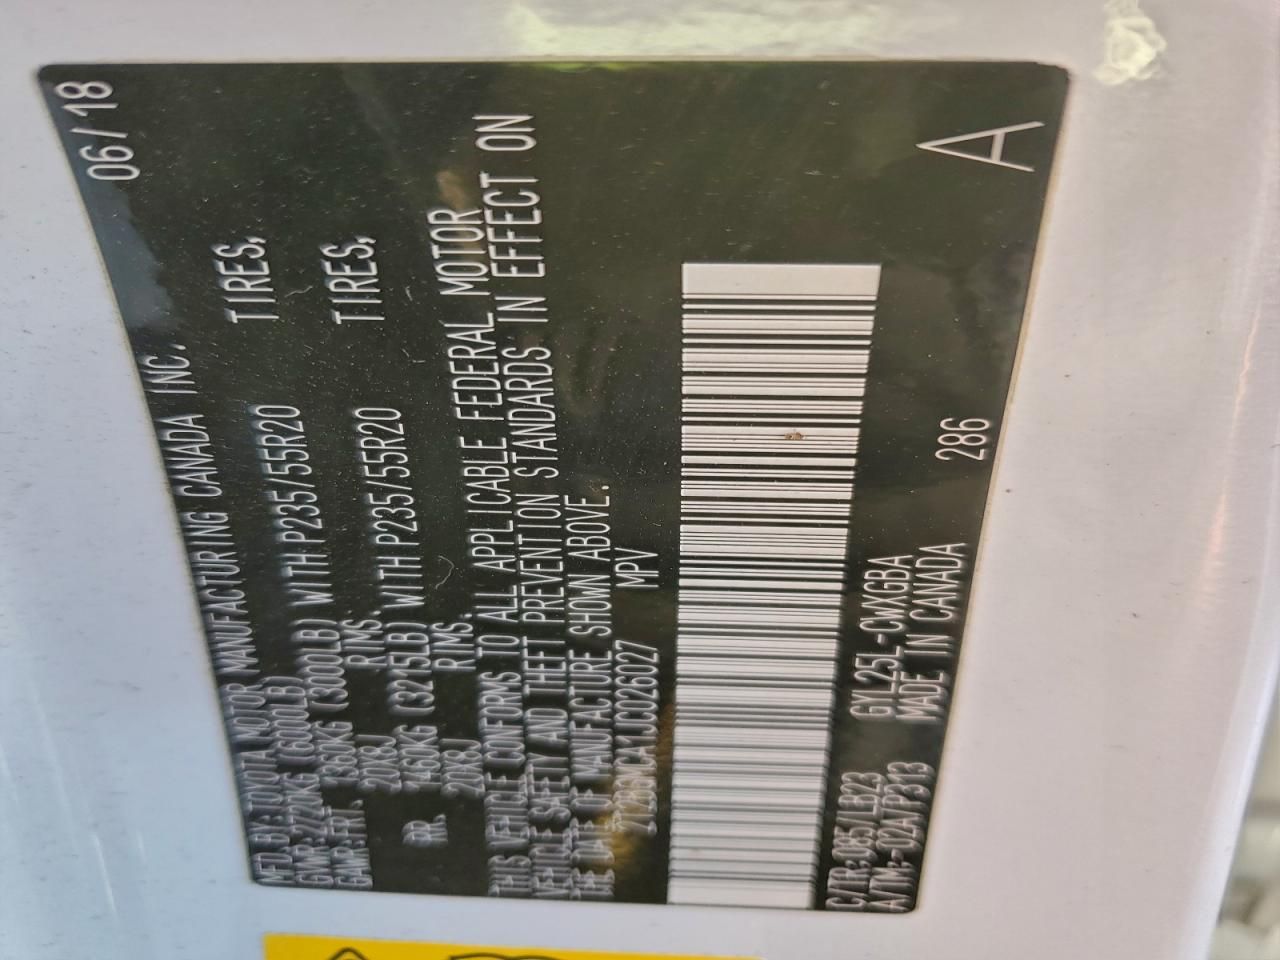 MFD. BY: TOYOTA MOTOR MANUFACTURING CANADA INC. 06/18
GVWR: 2720KG (6000LB)
GAWR: FRT. 1360KG (3000LB) WITH P235/55R20 TIRES,
20X8J RIMS.
RR. 1460KG (3215LB) WITH P235/55R20 TIRES,
20X8J RIMS.
THIS VEHICLE CONFORMS TO ALL APPLICABLE FEDERAL MOTOR
VEHICLE SAFETY AND THEFT PREVENTION STANDARDS IN EFFECT ON
THE DATE OF MANUFACTURE SHOWN ABOVE.
MPV
C/TR: 085/LB23 GYL25L-CWXGBA
A/TM: -02A/P313 MADE IN CANADA 286 A